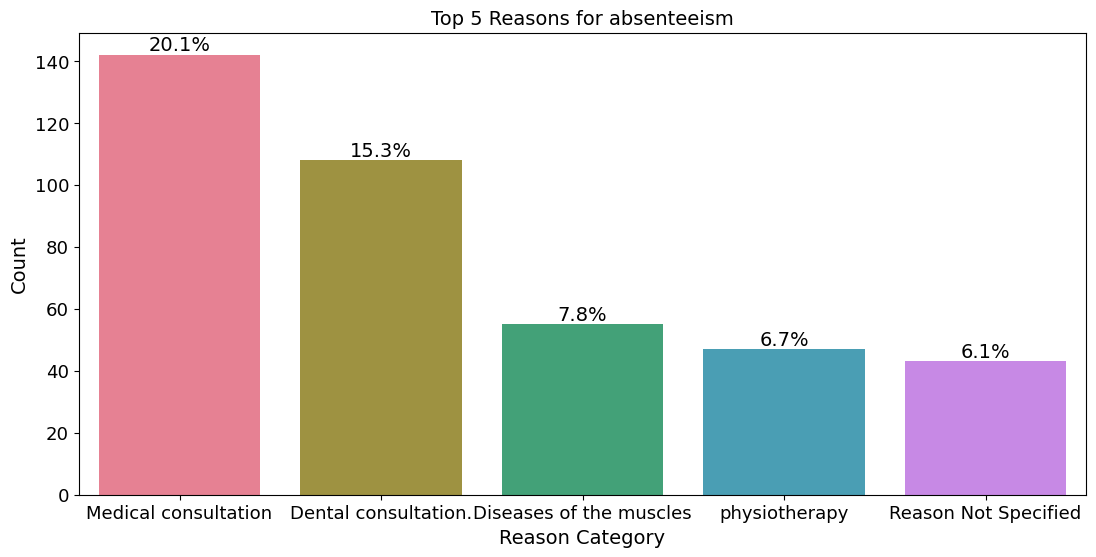 Top 5 Reasons for absenteeism
20.1%
15.3%
7.8%
6.7%
6.1%
140
120
100
80
60
40
20
0
Count
Medical consultation
Dental consultation.
Diseases of the muscles
physiotherapy
Reason Not Specified
Reason Category